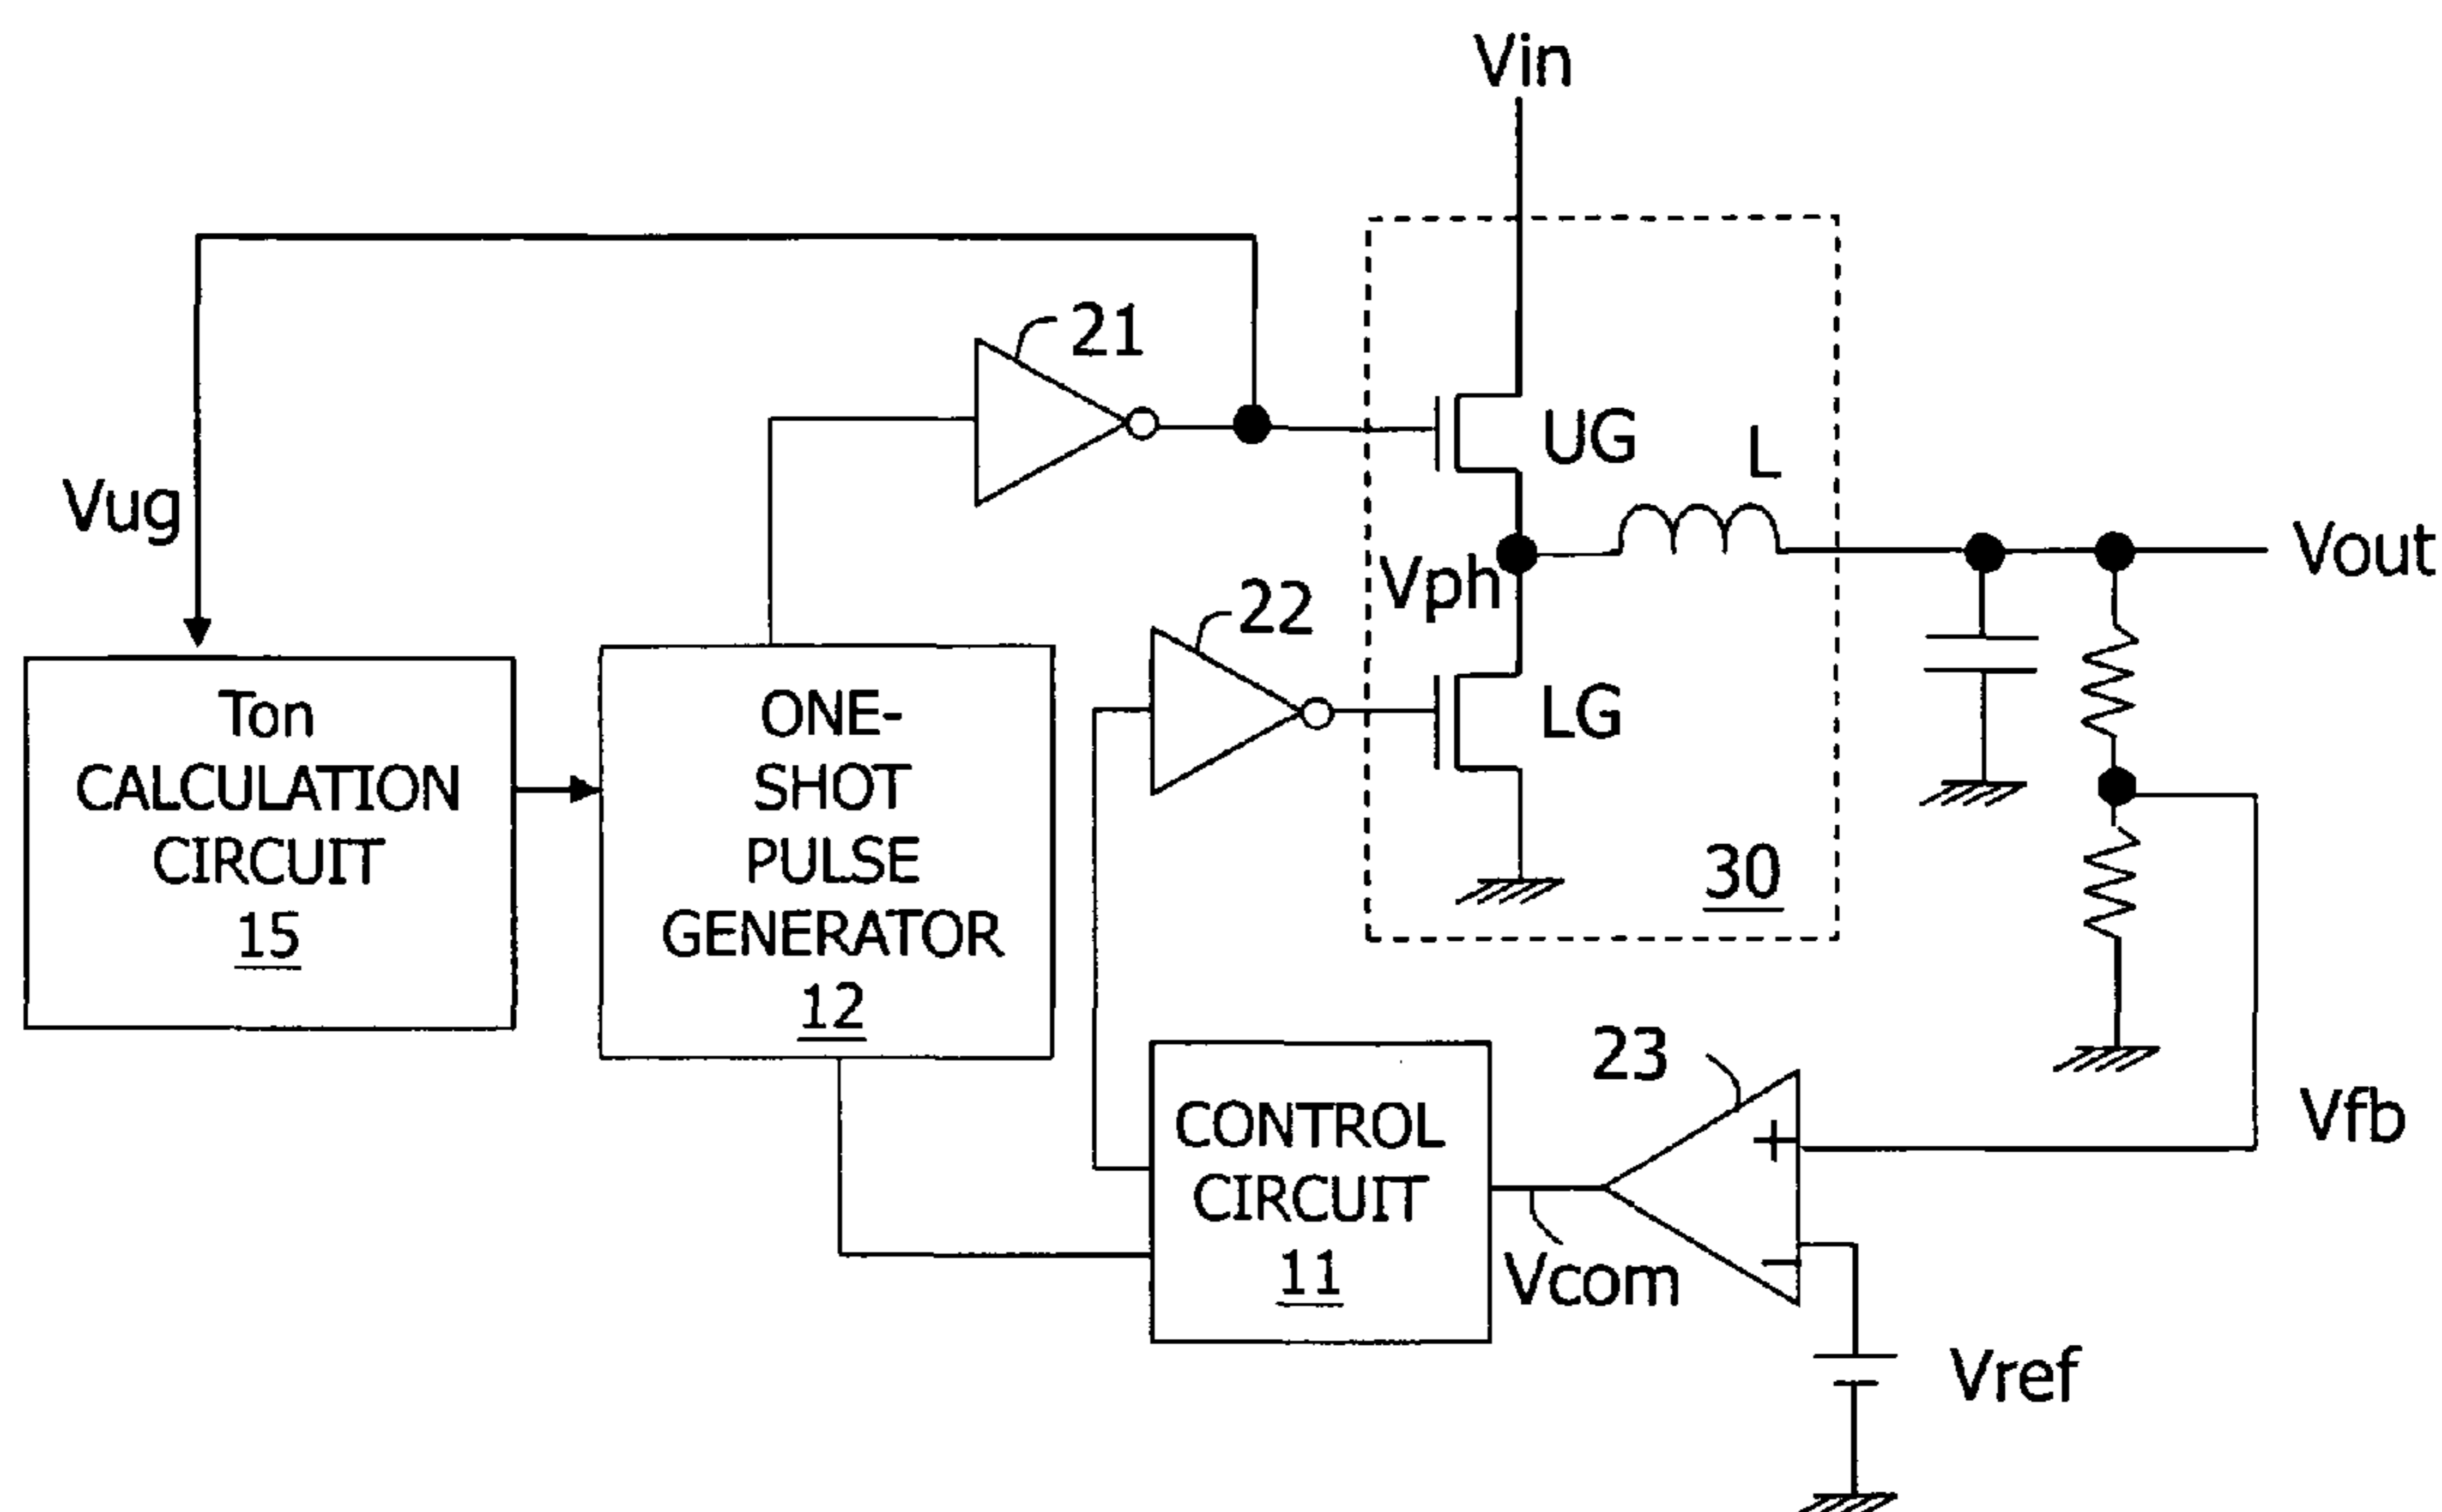 Vin
21
UG
L
Vug
Vout
Vph
22
LG
Ton
CALCULATION
CIRCUIT
15
ONE-
SHOT
PULSE
GENERATOR
12
30
23
+
Vfb
CONTROL
CIRCUIT
11
−
Vcom
Vref